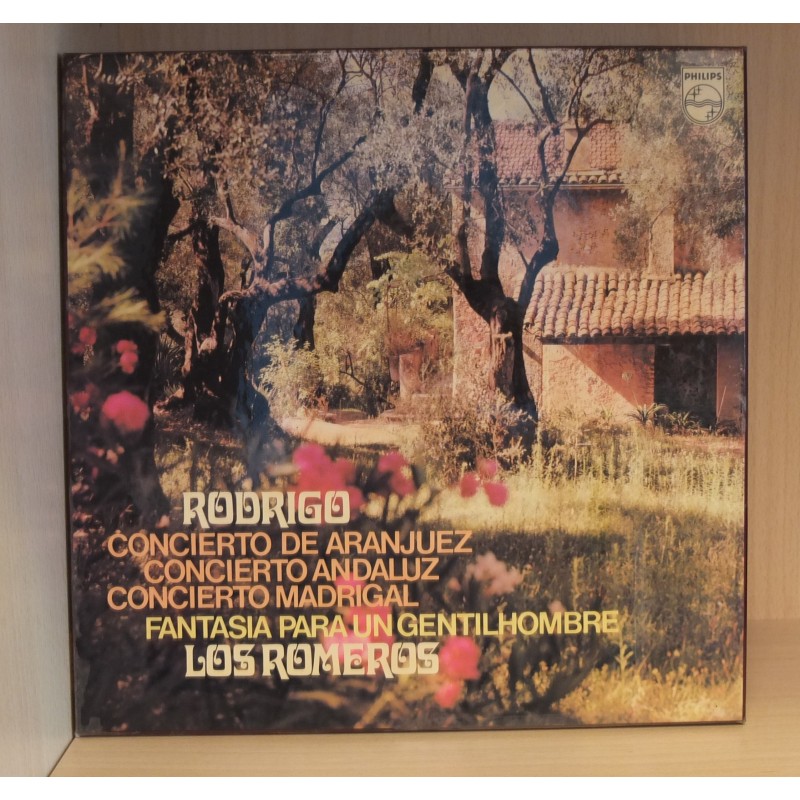 PHILIPS
RODRIGO
CONCIERTO DE ARANJUEZ
CONCIERTO ANDALUZ
CONCIERTO MADRIGAL
FANTASIA PARA UN GENTILHOMBRE
LOS ROMEROS